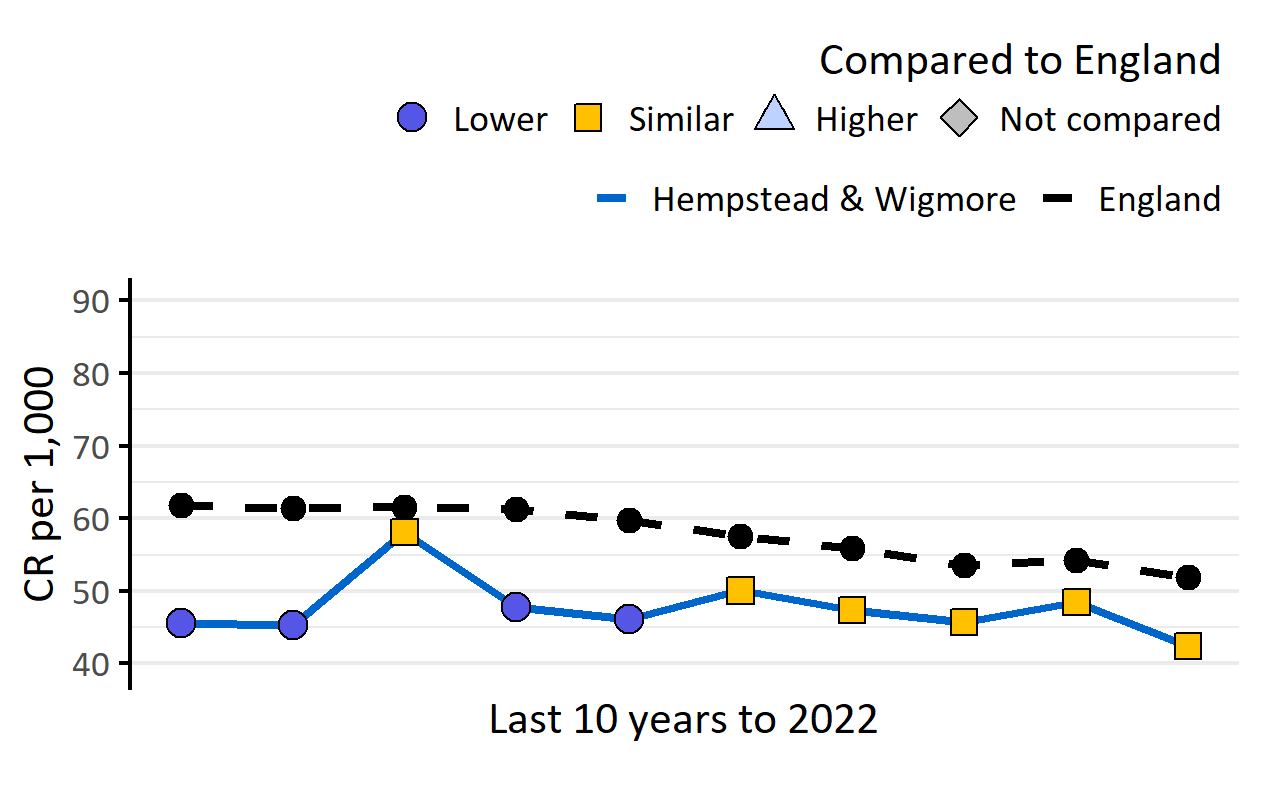 Compared to England
Lower Similar Higher Not compared
Hempstead & Wigmore England
90
80
70
60
50
40
CR per 1,000
Last 10 years to 2022